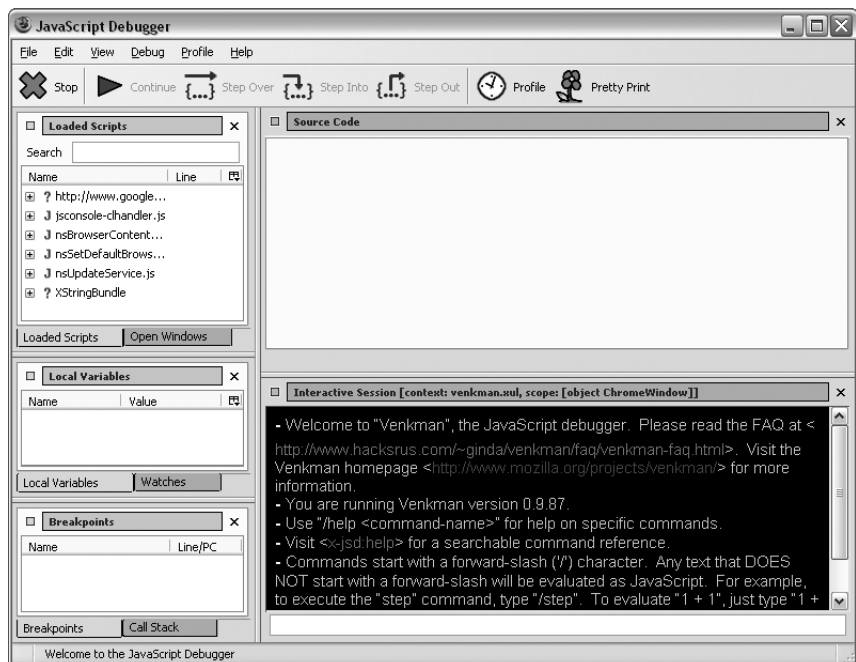 JavaScript Debugger
File Edit View Debug Profile Help
Stop Continue {...} Step Over {...} Step Into {...} Step Out Profile Pretty Print
Loaded Scripts
Search
Name Line
? http://www.google...
J jsconsole-clhandler.js
J nsBrowserContent...
J nsSetDefaultBrows...
J nsUpdateService.js
? XStringBundle
Loaded Scripts Open Windows
Local Variables
Name Value
Local Variables Watches
Breakpoints
Name Line/PC
Breakpoints Call Stack
Source Code
Interactive Session [context: venkman.xul, scope: [object ChromeWindow]]
- Welcome to "Venkman", the JavaScript debugger. Please read the FAQ at <
http://www.hacksrus.com/~ginda/venkman/faq/venkman-faq.html>. Visit the
Venkman homepage <http://www.mozilla.org/projects/venkman/> for more
information.
- You are running Venkman version 0.9.87.
- Use "/help <command-name>" for help on specific commands.
- Visit <x-jsd:help> for a searchable command reference.
- Commands start with a forward-slash ('/') character. Any text that DOES
NOT start with a forward-slash will be evaluated as JavaScript. For example,
to execute the "step" command, type "/step". To evaluate "1 + 1", just type "1 +
Welcome to the JavaScript Debugger